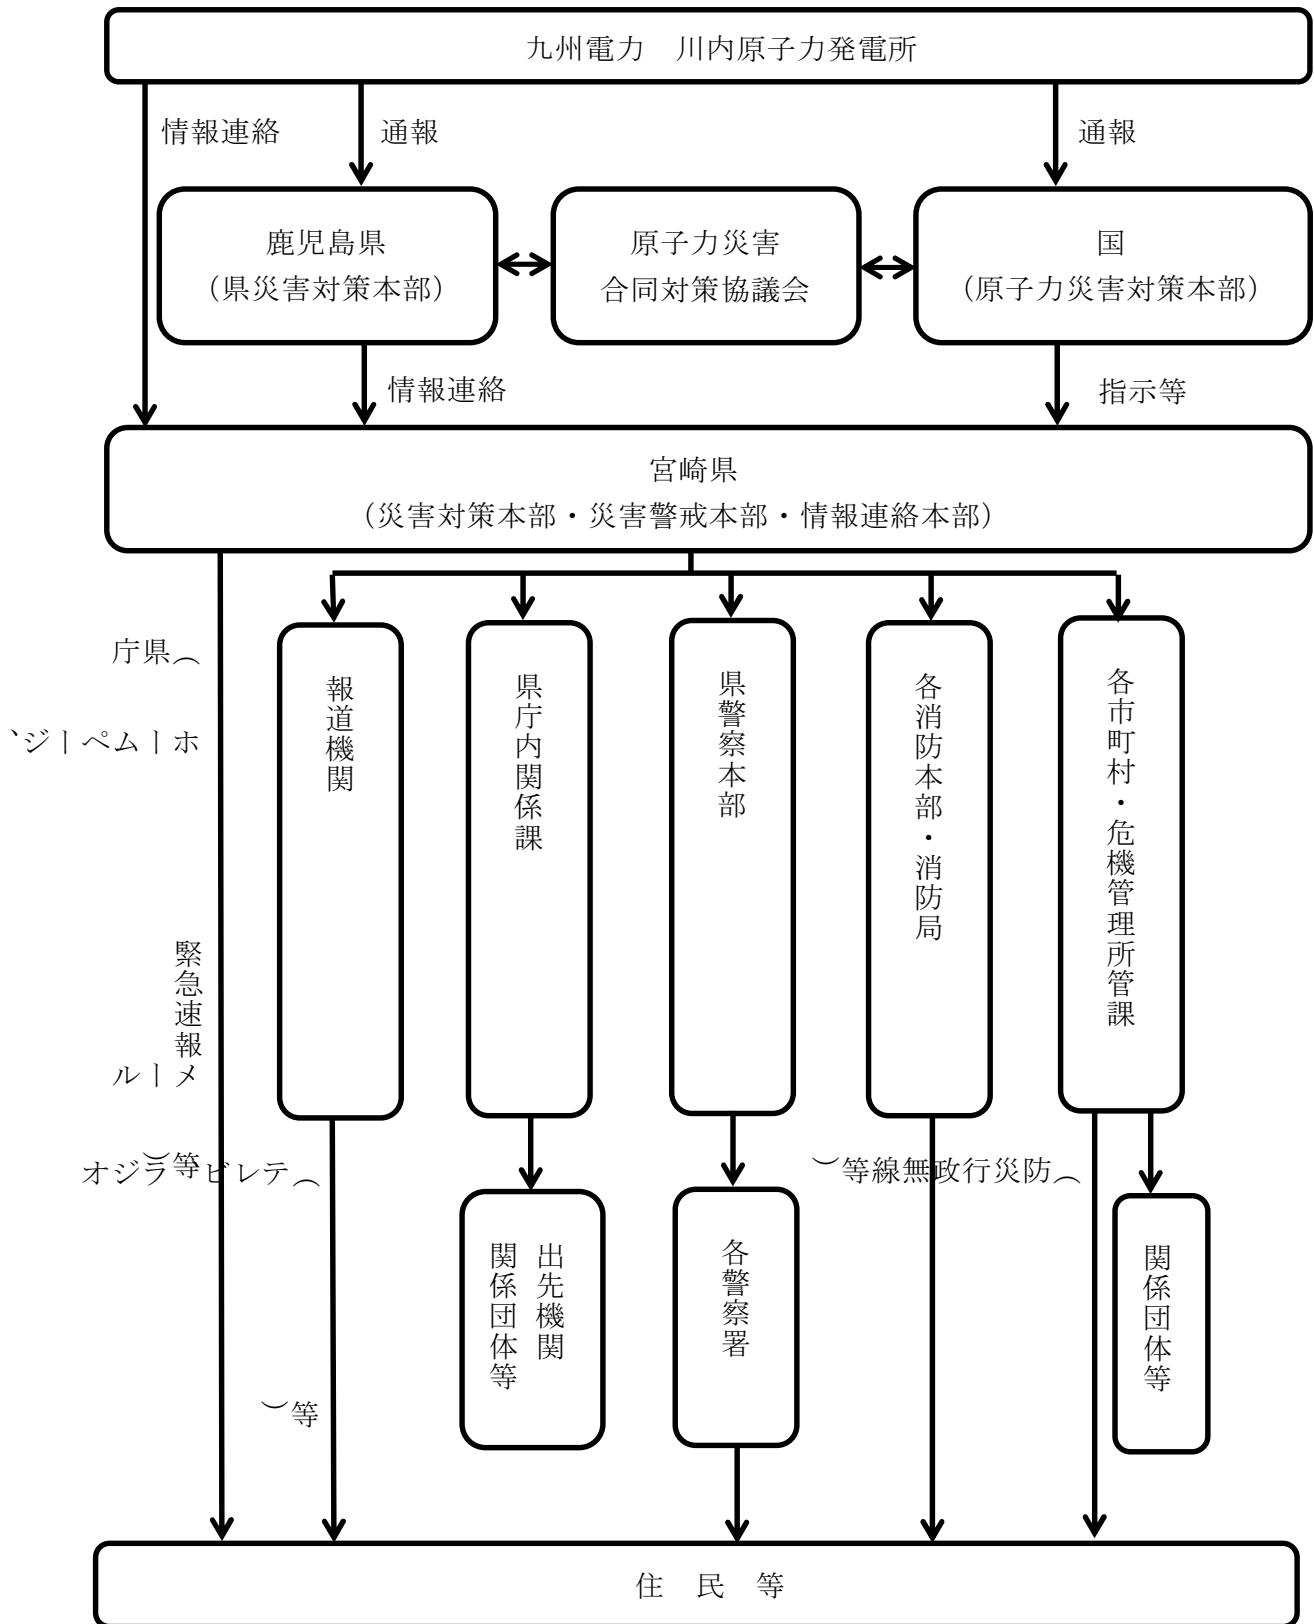 九州電力　川内原子力発電所
情報連絡
通報
通報
鹿児島県
（県災害対策本部）
原子力災害
合同対策協議会
国
（原子力災害対策本部）
情報連絡
指示等
宮崎県
（災害対策本部・災害警戒本部・情報連絡本部）
（県庁
ホームページ、
緊急速報
メール
等）
報道機関
県庁内関係課
県警察本部
各消防本部・消防局
各市町村・危機管理所管課
（テレビ・ラジオ
等）
（防災行政無線等）
出先機関
関係団体等
各警察署
関係団体等
住　民　等